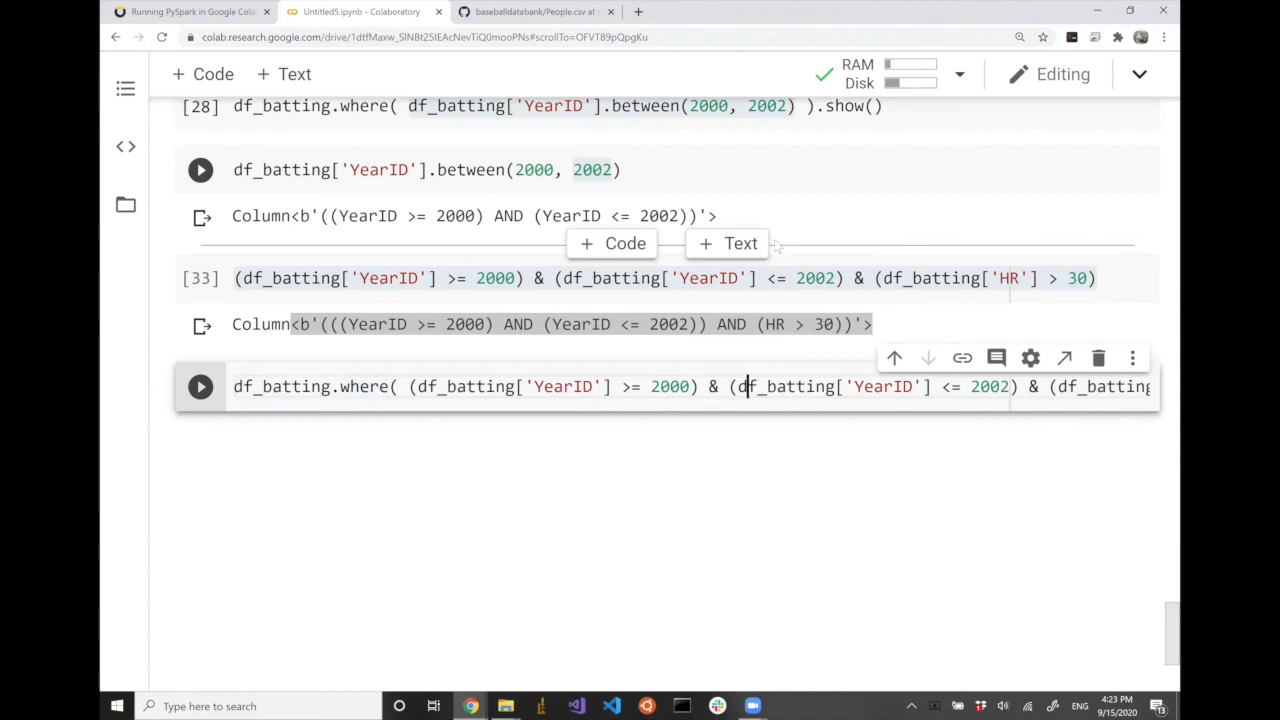 Running PySpark in Google Cola
Untitled5.ipynb - Colaboratory
baseballdatabank/People.csv at
colab.research.google.com/drive/1dtfMaxw_SlNBt25IEAcNevTiQ0mooPNs#scrollTo=OFVT89pQpgKu
+ Code + Text
RAM
Disk
Editing
[28] df_batting.where( df_batting['YearID'].between(2000, 2002) ).show()
df_batting['YearID'].between(2000, 2002)
Column<b'((YearID >= 2000) AND (YearID <= 2002))'>
+ Code + Text
[33] (df_batting['YearID'] >= 2000) & (df_batting['YearID'] <= 2002) & (df_batting['HR'] > 30)
Column<b'(((YearID >= 2000) AND (YearID <= 2002)) AND (HR > 30))'>
df_batting.where( (df_batting['YearID'] >= 2000) & (df_batting['YearID'] <= 2002) & (df_batting
Type here to search
ENG
4:23 PM
9/15/2020
13